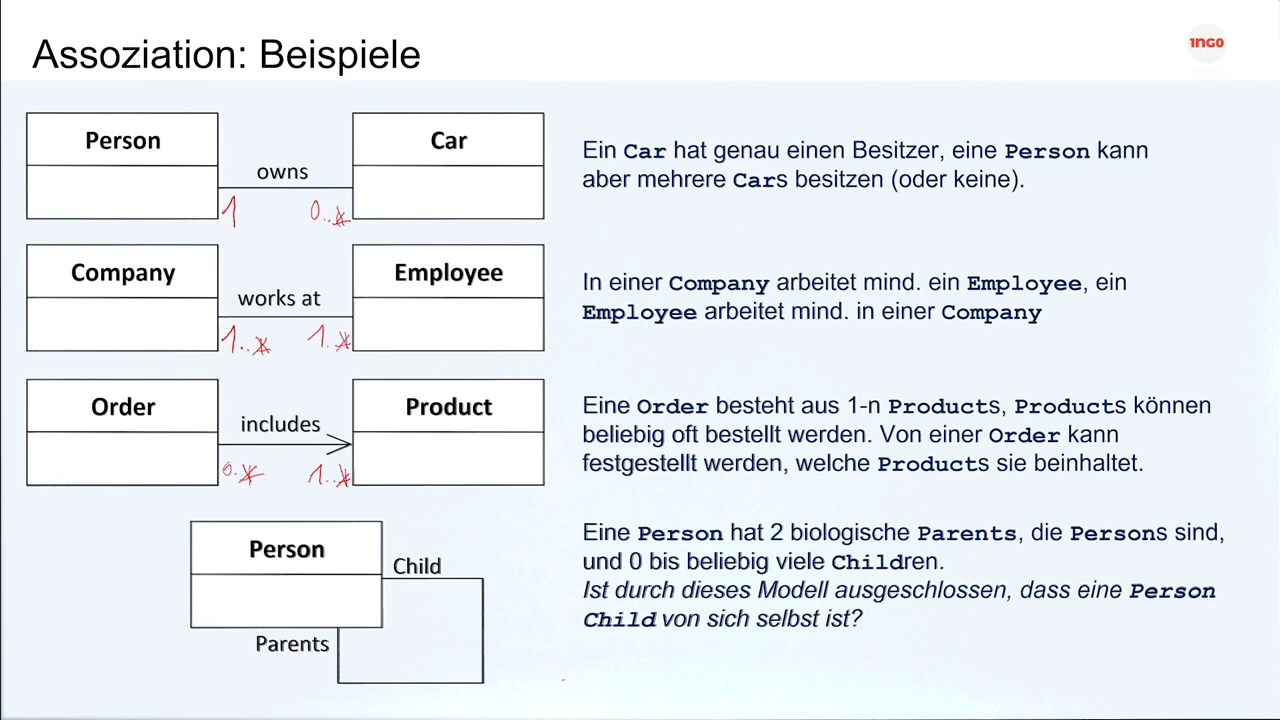 Assoziation: Beispiele
1NGO
Person
Car
owns
1
0..*
Ein Car hat genau einen Besitzer, eine Person kann
aber mehrere Cars besitzen (oder keine).
Company
Employee
works at
1..*
1..*
In einer Company arbeitet mind. ein Employee, ein
Employee arbeitet mind. in einer Company
Order
Product
includes
0..*
1..*
Eine Order besteht aus 1-n Products, Products können
beliebig oft bestellt werden. Von einer Order kann
festgestellt werden, welche Products sie beinhaltet.
Person
Child
Parents
Eine Person hat 2 biologische Parents, die Persons sind,
und 0 bis beliebig viele Children.
Ist durch dieses Modell ausgeschlossen, dass eine Person
Child von sich selbst ist?